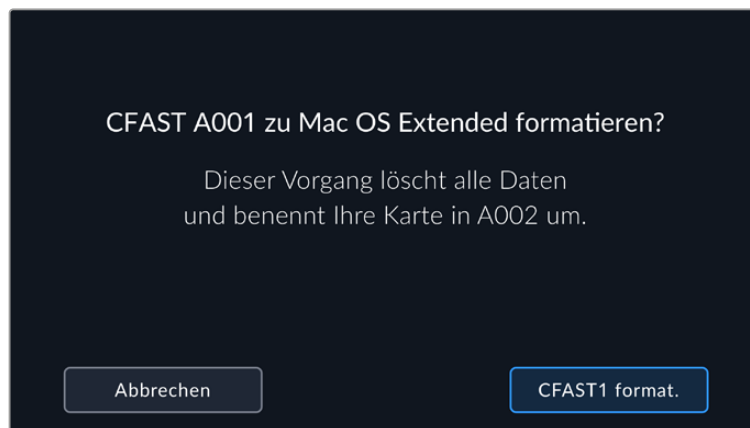 CFAST A001 zu Mac OS Extended formatieren?
Dieser Vorgang löscht alle Daten
und benennt Ihre Karte in A002 um.
Abbrechen
CFAST1 format.